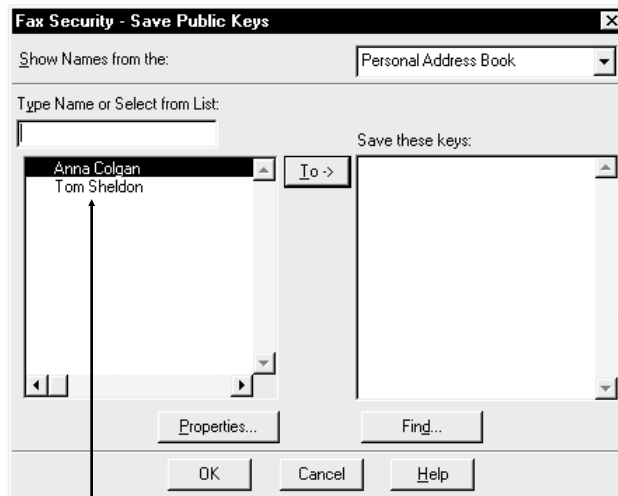 Fax Security - Save Public Keys
Show Names from the:
Personal Address Book
Type Name or Select from List:
Save these keys:
Anna Colgan
Tom Sheldon
To ->
Properties...
Find...
OK
Cancel
Help